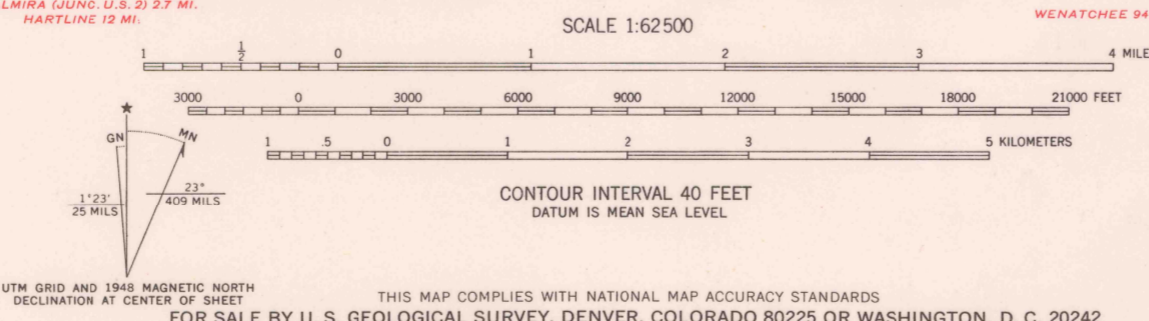 LMIRA (JUNC. U.S. 2) 2.7 MI.
HARTLINE 12 MI.
WENATCHEE 94
SCALE 1:62500
1 ½ 0 1 2 3 4 MILE
3000 0 3000 6000 9000 12000 15000 18000 21000 FEET
1 .5 0 1 2 3 4 5 KILOMETERS
★
GN MN
1°23'
25 MILS
23°
409 MILS
CONTOUR INTERVAL 40 FEET
DATUM IS MEAN SEA LEVEL
UTM GRID AND 1948 MAGNETIC NORTH
DECLINATION AT CENTER OF SHEET
THIS MAP COMPLIES WITH NATIONAL MAP ACCURACY STANDARDS
FOR SALE BY U. S. GEOLOGICAL SURVEY, DENVER, COLORADO 80225 OR WASHINGTON, D. C. 20242